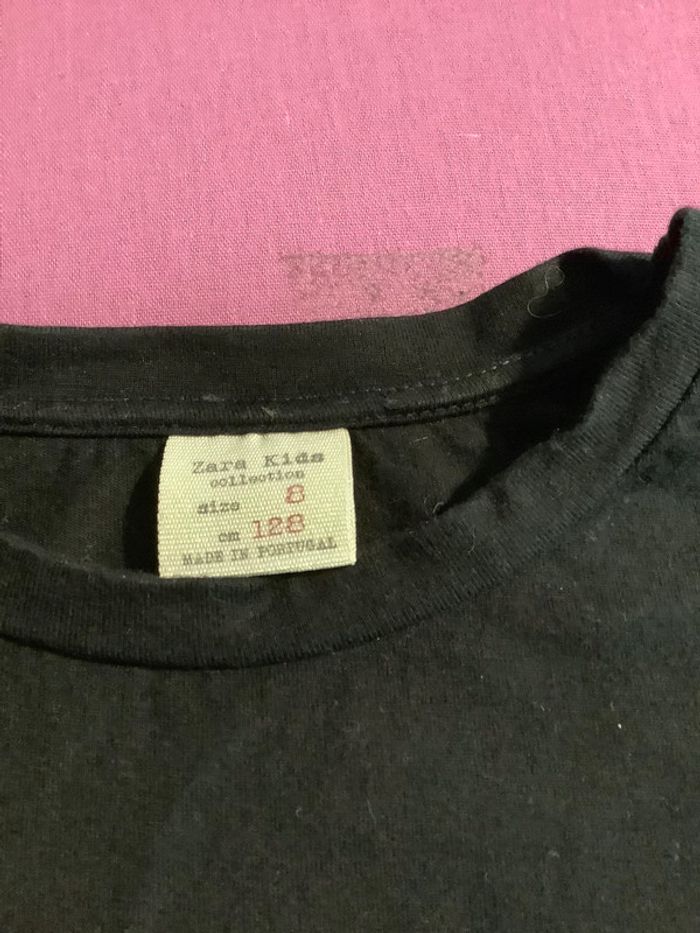 Zara Kids
collection
size 8
cm 128
MADE IN PORTUGAL